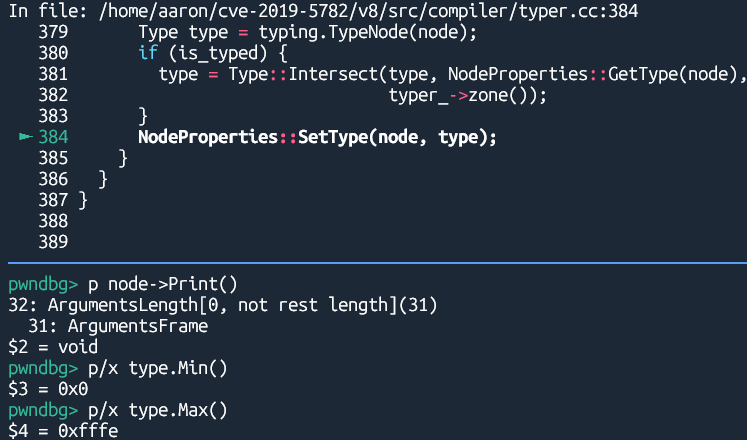 In file: /home/aaron/cve-2019-5782/v8/src/compiler/typer.cc:384
379 Type type = typing.TypeNode(node);
380 if (is_typed) {
381 type = Type::Intersect(type, NodeProperties::GetType(node),
382 typer_->zone());
383 }
► 384 NodeProperties::SetType(node, type);
385 }
386 }
387 }
388
389
pwndbg> p node->Print()
32: ArgumentsLength[0, not rest length](31)
31: ArgumentsFrame
$2 = void
pwndbg> p/x type.Min()
$3 = 0x0
pwndbg> p/x type.Max()
$4 = 0xfffe